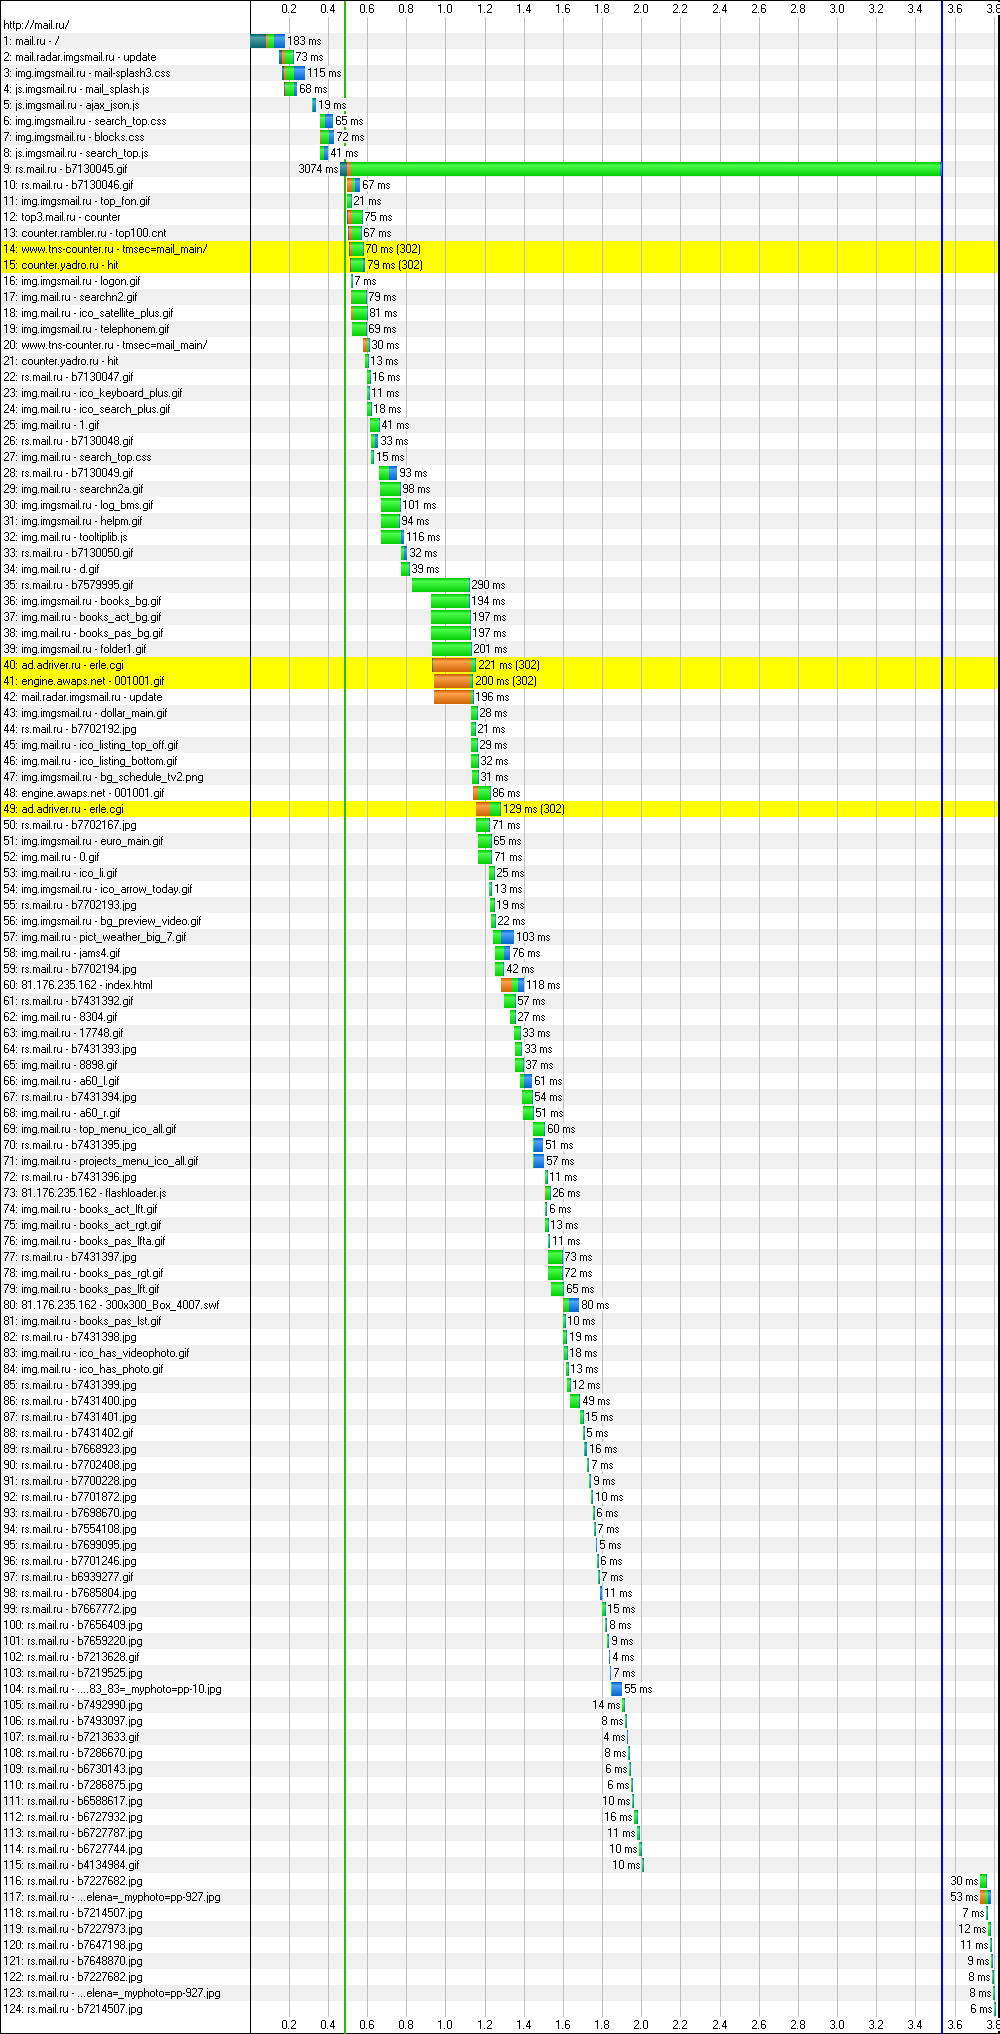 0.2 0.4 0.6 0.8 1.0 1.2 1.4 1.6 1.8 2.0 2.2 2.4 2.6 2.8 3.0 3.2 3.4 3.6 3.8
http://mail.ru/
1: mail.ru - / 183 ms
2: mail.radar.imgsmail.ru - update 73 ms
3: img.imgsmail.ru - mail-splash3.css 115 ms
4: js.imgsmail.ru - mail_splash.js 68 ms
5: js.imgsmail.ru - ajax_json.js 19 ms
6: img.imgsmail.ru - search_top.css 65 ms
7: img.imgsmail.ru - blocks.css 72 ms
8: js.imgsmail.ru - search_top.js 41 ms
9: rs.mail.ru - b7130045.gif 3074 ms
10: rs.mail.ru - b7130046.gif 67 ms
11: img.imgsmail.ru - top_fon.gif 21 ms
12: top3.mail.ru - counter 75 ms
13: counter.rambler.ru - top100.cnt 67 ms
14: www.tns-counter.ru - tmsec=mail_main/ 70 ms (302)
15: counter.yadro.ru - hit 79 ms (302)
16: img.imgsmail.ru - logon.gif 7 ms
17: img.mail.ru - searchn2.gif 79 ms
18: img.mail.ru - ico_satellite_plus.gif 81 ms
19: img.imgsmail.ru - telephonem.gif 69 ms
20: www.tns-counter.ru - tmsec=mail_main/ 30 ms
21: counter.yadro.ru - hit 13 ms
22: rs.mail.ru - b7130047.gif 16 ms
23: img.mail.ru - ico_keyboard_plus.gif 11 ms
24: img.mail.ru - ico_search_plus.gif 18 ms
25: img.mail.ru - 1.gif 41 ms
26: rs.mail.ru - b7130048.gif 33 ms
27: img.mail.ru - search_top.css 15 ms
28: rs.mail.ru - b7130049.gif 93 ms
29: img.mail.ru - searchn2a.gif 98 ms
30: img.mail.ru - log_bms.gif 101 ms
31: img.imgsmail.ru - helpm.gif 94 ms
32: img.mail.ru - tooltiplib.js 116 ms
33: rs.mail.ru - b7130050.gif 32 ms
34: img.mail.ru - d.gif 39 ms
35: rs.mail.ru - b7579995.gif 290 ms
36: img.imgsmail.ru - books_bg.gif 194 ms
37: img.mail.ru - books_act_bg.gif 197 ms
38: img.mail.ru - books_pas_bg.gif 197 ms
39: img.imgsmail.ru - folder1.gif 201 ms
40: ad.adriver.ru - erle.cgi 221 ms (302)
41: engine.awaps.net - 001001.gif 200 ms (302)
42: mail.radar.imgsmail.ru - update 196 ms
43: img.imgsmail.ru - dollar_main.gif 28 ms
44: rs.mail.ru - b7702192.jpg 21 ms
45: img.mail.ru - ico_listing_top_off.gif 29 ms
46: img.mail.ru - ico_listing_bottom.gif 32 ms
47: img.imgsmail.ru - bg_schedule_tv2.png 31 ms
48: engine.awaps.net - 001001.gif 86 ms
49: ad.adriver.ru - erle.cgi 129 ms (302)
50: rs.mail.ru - b7702167.jpg 71 ms
51: img.imgsmail.ru - euro_main.gif 65 ms
52: img.mail.ru - 0.gif 71 ms
53: img.mail.ru - ico_li.gif 25 ms
54: img.imgsmail.ru - ico_arrow_today.gif 13 ms
55: rs.mail.ru - b7702193.jpg 19 ms
56: img.imgsmail.ru - bg_preview_video.gif 22 ms
57: img.mail.ru - pict_weather_big_7.gif 103 ms
58: img.mail.ru - jams4.gif 76 ms
59: rs.mail.ru - b7702194.jpg 42 ms
60: 81.176.235.162 - index.html 118 ms
61: rs.mail.ru - b7431392.gif 57 ms
62: img.mail.ru - 8304.gif 27 ms
63: img.mail.ru - 17748.gif 33 ms
64: rs.mail.ru - b7431393.jpg 33 ms
65: img.mail.ru - 8898.gif 37 ms
66: img.mail.ru - a60_l.gif 61 ms
67: rs.mail.ru - b7431394.jpg 54 ms
68: img.mail.ru - a60_r.gif 51 ms
69: img.mail.ru - top_menu_ico_all.gif 60 ms
70: rs.mail.ru - b7431395.jpg 51 ms
71: img.mail.ru - projects_menu_ico_all.gif 57 ms
72: rs.mail.ru - b7431396.jpg 11 ms
73: 81.176.235.162 - flashloader.js 26 ms
74: img.mail.ru - books_act_lft.gif 6 ms
75: img.mail.ru - books_act_rgt.gif 13 ms
76: img.mail.ru - books_pas_lfta.gif 11 ms
77: rs.mail.ru - b7431397.jpg 73 ms
78: img.mail.ru - books_pas_rgt.gif 72 ms
79: img.mail.ru - books_pas_lft.gif 65 ms
80: 81.176.235.162 - 300x300_Box_4007.swf 80 ms
81: img.mail.ru - books_pas_lst.gif 10 ms
82: rs.mail.ru - b7431398.jpg 19 ms
83: img.mail.ru - ico_has_videophoto.gif 18 ms
84: img.mail.ru - ico_has_photo.gif 13 ms
85: rs.mail.ru - b7431399.jpg 12 ms
86: rs.mail.ru - b7431400.jpg 49 ms
87: rs.mail.ru - b7431401.jpg 15 ms
88: rs.mail.ru - b7431402.gif 5 ms
89: rs.mail.ru - b7668923.jpg 16 ms
90: rs.mail.ru - b7702408.jpg 7 ms
91: rs.mail.ru - b7700228.jpg 9 ms
92: rs.mail.ru - b7701872.jpg 10 ms
93: rs.mail.ru - b7698670.jpg 6 ms
94: rs.mail.ru - b7554108.jpg 7 ms
95: rs.mail.ru - b7699095.jpg 5 ms
96: rs.mail.ru - b7701246.jpg 6 ms
97: rs.mail.ru - b6939277.gif 7 ms
98: rs.mail.ru - b7685804.jpg 11 ms
99: rs.mail.ru - b7667772.jpg 15 ms
100: rs.mail.ru - b7656409.jpg 8 ms
101: rs.mail.ru - b7659220.jpg 9 ms
102: rs.mail.ru - b7213628.gif 4 ms
103: rs.mail.ru - b7219525.jpg 7 ms
104: rs.mail.ru - ....83_83=_myphoto=pp-10.jpg 55 ms
105: rs.mail.ru - b7492990.jpg 14 ms
106: rs.mail.ru - b7493097.jpg 8 ms
107: rs.mail.ru - b7213633.gif 4 ms
108: rs.mail.ru - b7286670.jpg 8 ms
109: rs.mail.ru - b6730143.jpg 6 ms
110: rs.mail.ru - b7286875.jpg 6 ms
111: rs.mail.ru - b6588617.jpg 10 ms
112: rs.mail.ru - b6727932.jpg 16 ms
113: rs.mail.ru - b6727787.jpg 11 ms
114: rs.mail.ru - b6727744.jpg 10 ms
115: rs.mail.ru - b4134984.gif 10 ms
116: rs.mail.ru - b7227682.jpg 30 ms
117: rs.mail.ru - ...elena=_myphoto=pp-927.jpg 53 ms
118: rs.mail.ru - b7214507.jpg 7 ms
119: rs.mail.ru - b7227973.jpg 12 ms
120: rs.mail.ru - b7647198.jpg 11 ms
121: rs.mail.ru - b7648870.jpg 9 ms
122: rs.mail.ru - b7227682.jpg 8 ms
123: rs.mail.ru - ...elena=_myphoto=pp-927.jpg 8 ms
124: rs.mail.ru - b7214507.jpg 6 ms
0.2 0.4 0.6 0.8 1.0 1.2 1.4 1.6 1.8 2.0 2.2 2.4 2.6 2.8 3.0 3.2 3.4 3.6 3.8